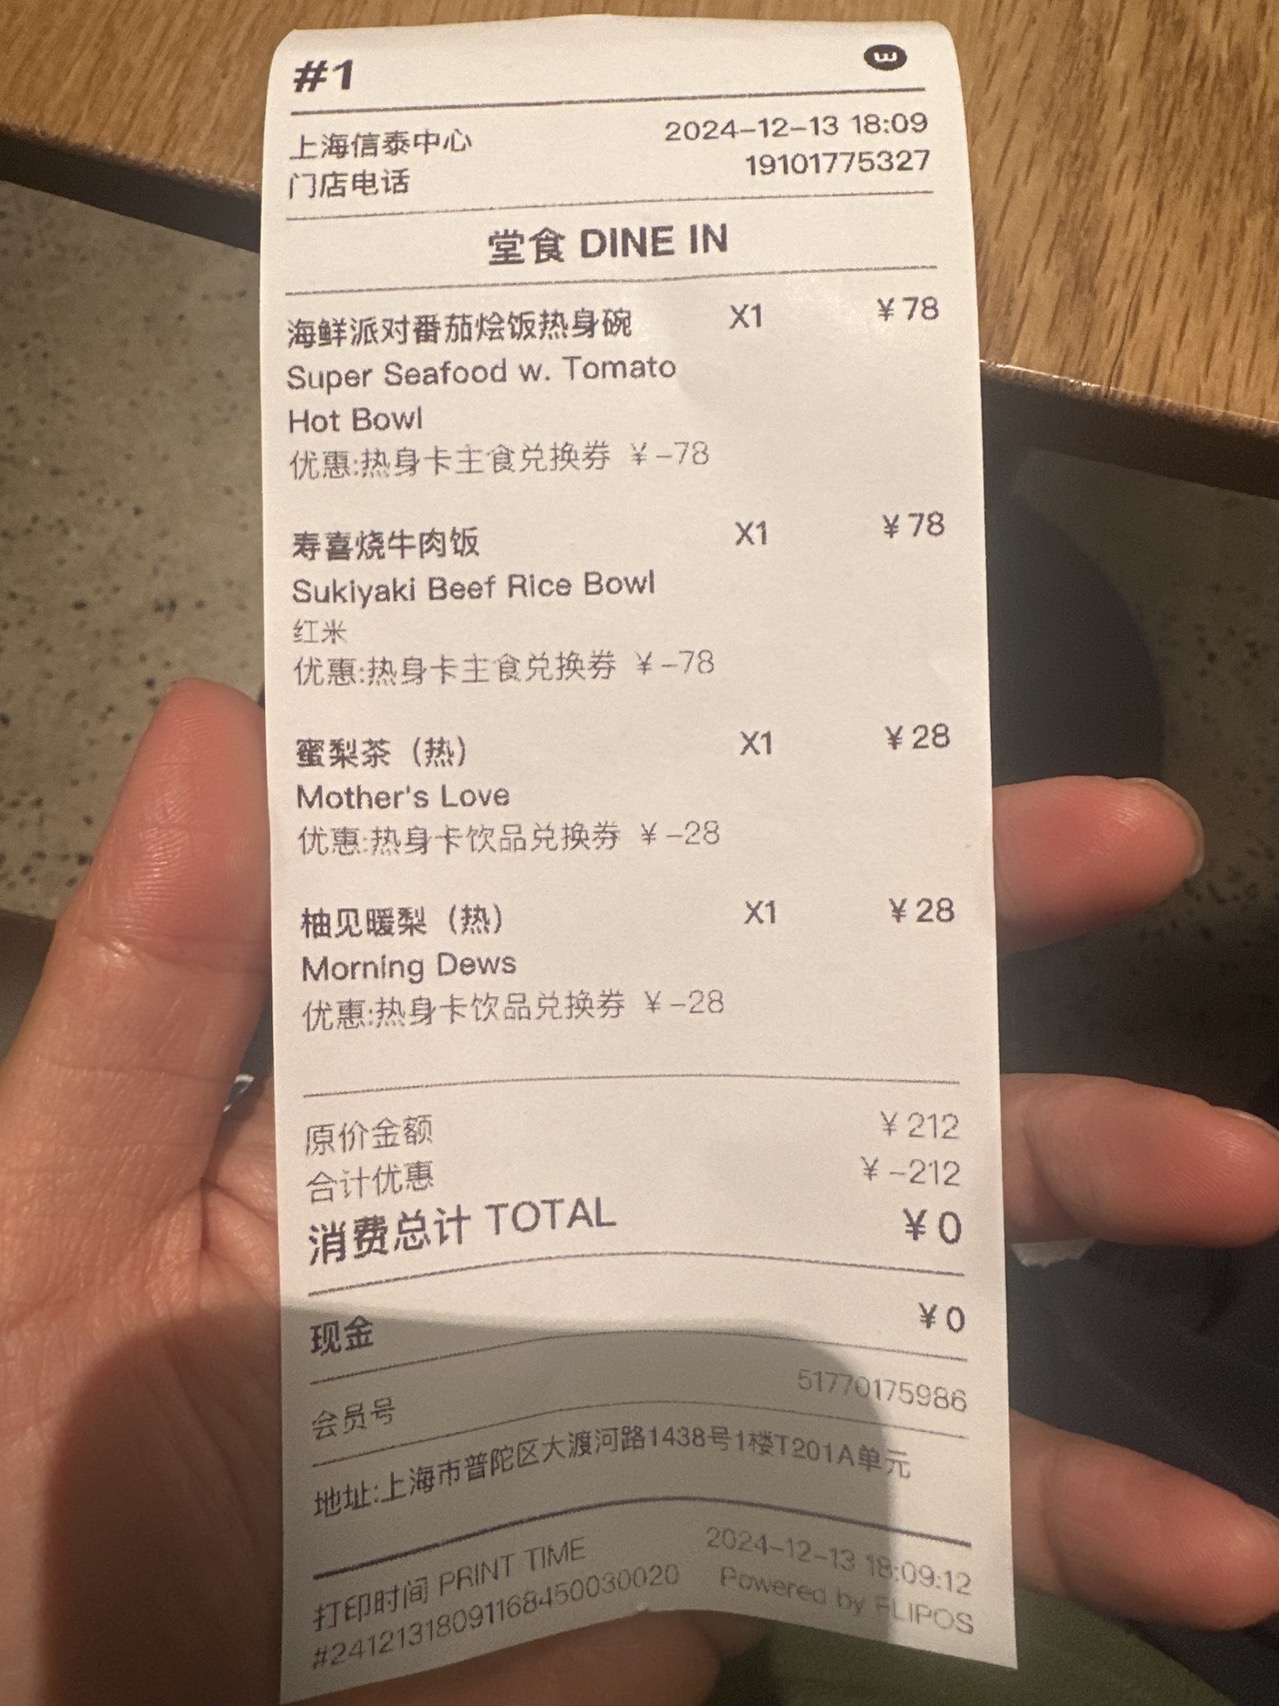 #1
上海信泰中心 2024-12-13 18:09
门店电话 19101775327
堂食 DINE IN
海鲜派对番茄烩饭热身碗 X1 ¥78
Super Seafood w. Tomato
Hot Bowl
优惠:热身卡主食兑换券 ¥-78
寿喜烧牛肉饭 X1 ¥78
Sukiyaki Beef Rice Bowl
红米
优惠:热身卡主食兑换券 ¥-78
蜜梨茶（热） X1 ¥28
Mother's Love
优惠:热身卡饮品兑换券 ¥-28
柚见暖梨（热） X1 ¥28
Morning Dews
优惠:热身卡饮品兑换券 ¥-28
原价金额 ¥212
合计优惠 ¥-212
消费总计 TOTAL ¥0
现金 ¥0
会员号 51770175986
地址:上海市普陀区大渡河路1438号1楼T201A单元
打印时间 PRINT TIME 2024-12-13 18:09:12
#24121318091168450030020 Powered by FLIPOS